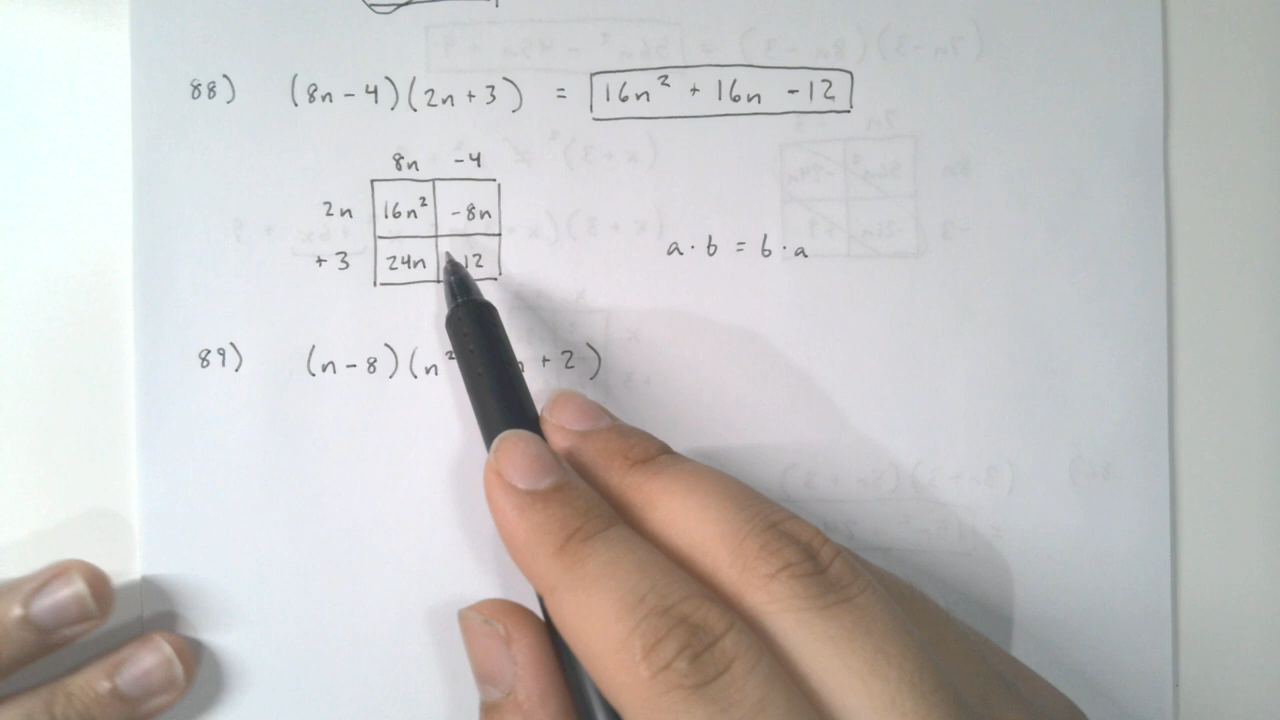 88) (8n - 4)(2n + 3) = 16n² + 16n - 12
8n -4
2n 16n² -8n
+3 24n 12
a · b = b · a
89) (n - 8)(n² + 2)